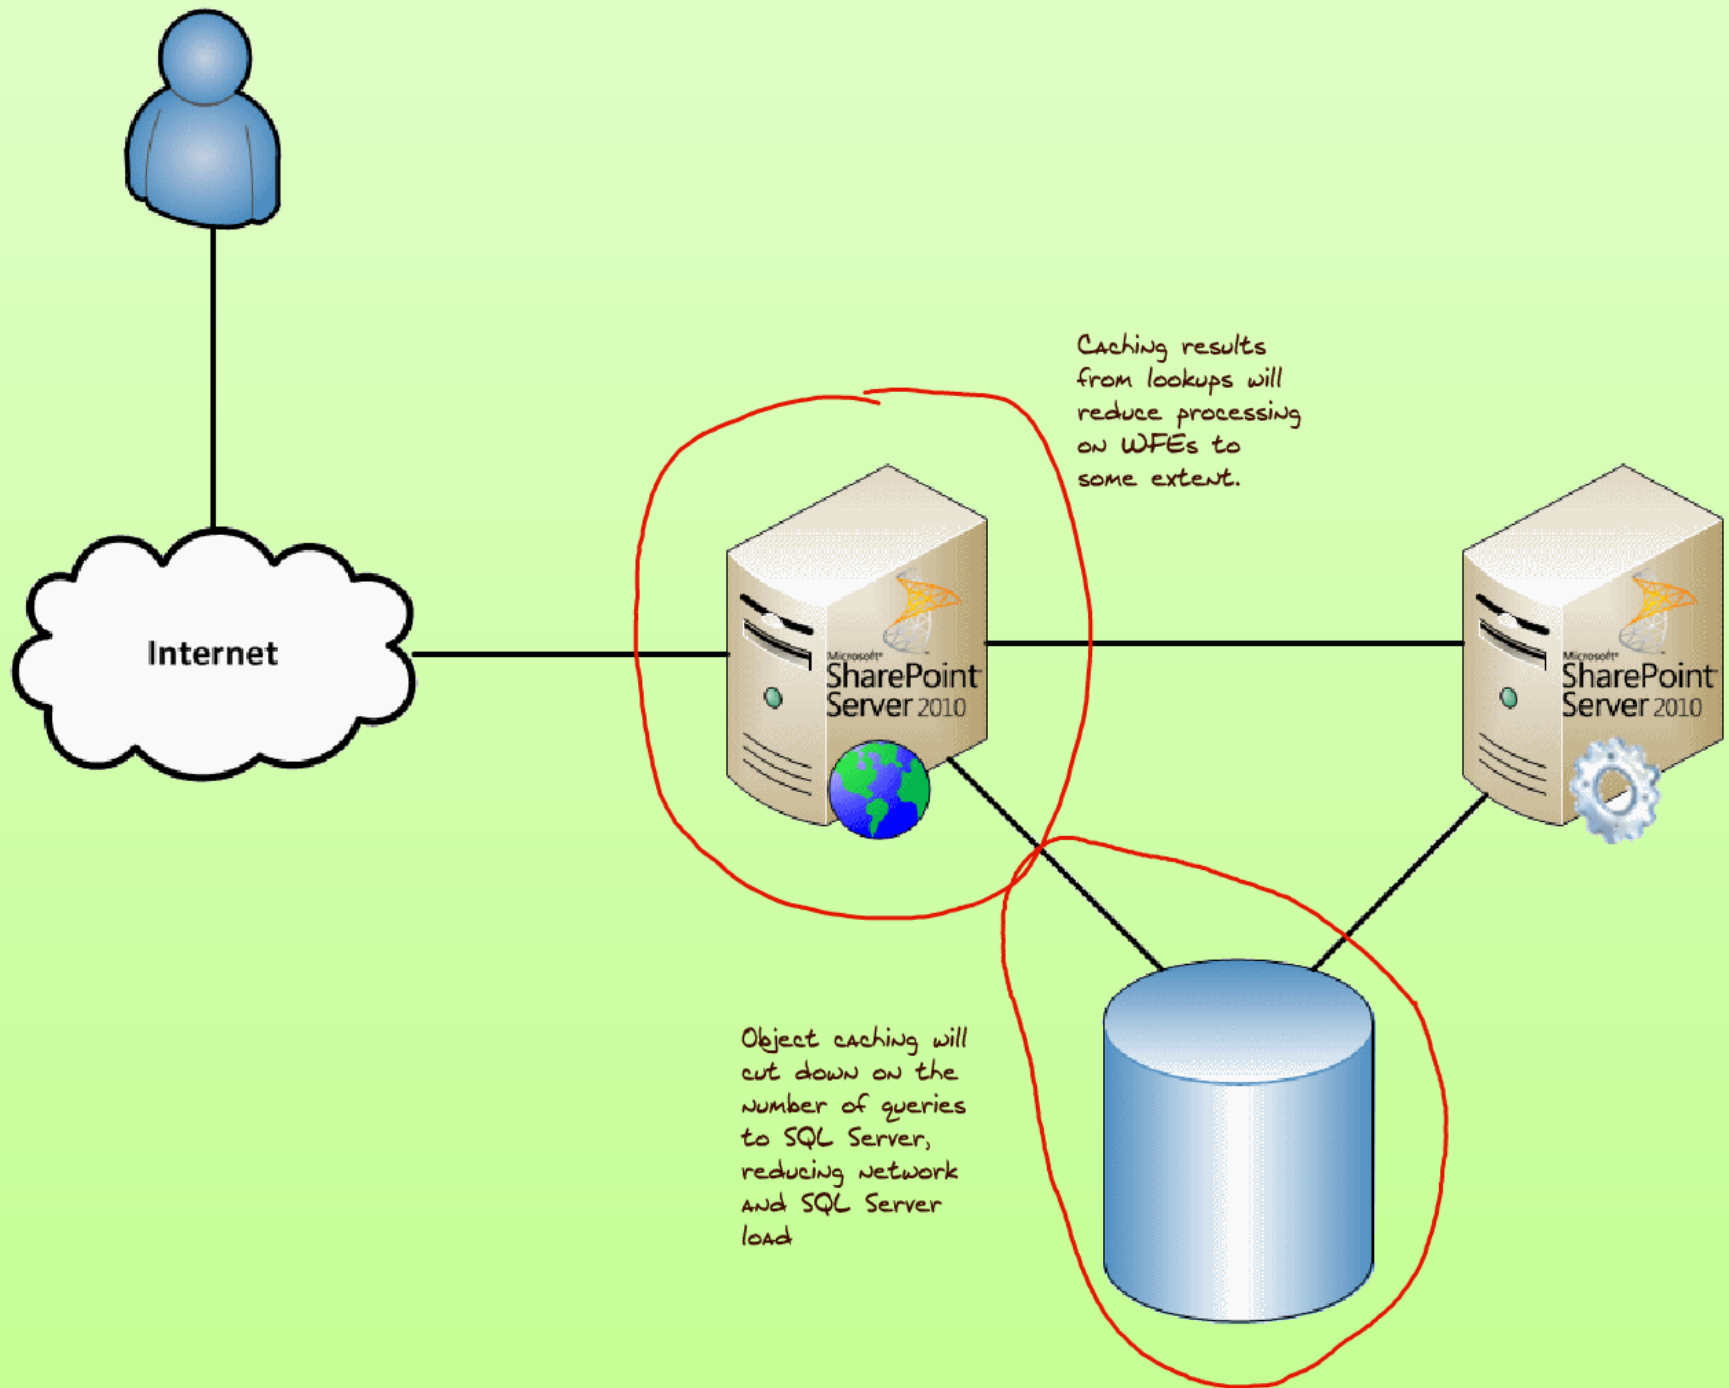 Caching results
from lookups will
reduce processing
on WFEs to
some extent.
Internet
Microsoft®
SharePoint
Server 2010
Microsoft®
SharePoint
Server 2010
Object caching will
cut down on the
number of queries
to SQL Server,
reducing network
and SQL Server
load